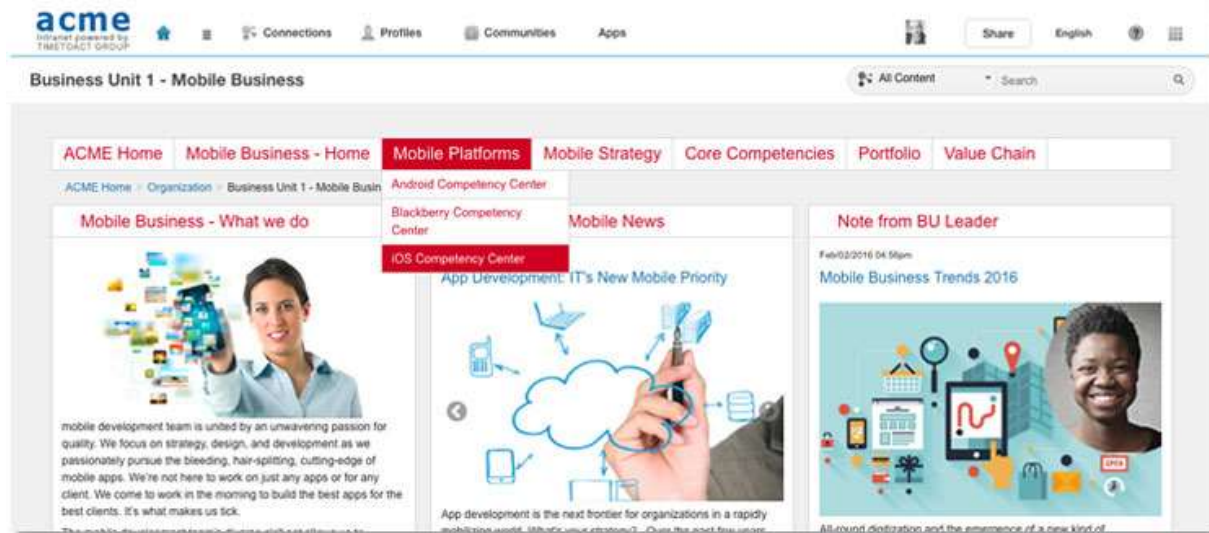 acme
Intranet powered by
TIMETOACT GROUP
Connections Profiles Communities Apps Share English
Business Unit 1 - Mobile Business
All Content Search
ACME Home Mobile Business - Home Mobile Platforms Mobile Strategy Core Competencies Portfolio Value Chain
ACME Home Organization Business Unit 1 - Mobile Busin
Android Competency Center
Blackberry Competency
Center
iOS Competency Center
Mobile Business - What we do
mobile development team is united by an unwavering passion for
quality. We focus on strategy, design, and development as we
passionately pursue the bleeding, hair-splitting, cutting-edge of
mobile apps. We're not here to work on just any apps or for any
client. We come to work in the morning to build the best apps for the
best clients. It's what makes us tick.
Mobile News
App Development: IT's New Mobile Priority
App development is the next frontier for organizations in a rapidly
mobilizing world. What's your strategy? Over the past few years
Note from BU Leader
Feb/02/2016 04:56pm
Mobile Business Trends 2016
All-round digitization and the emergence of a new kind of